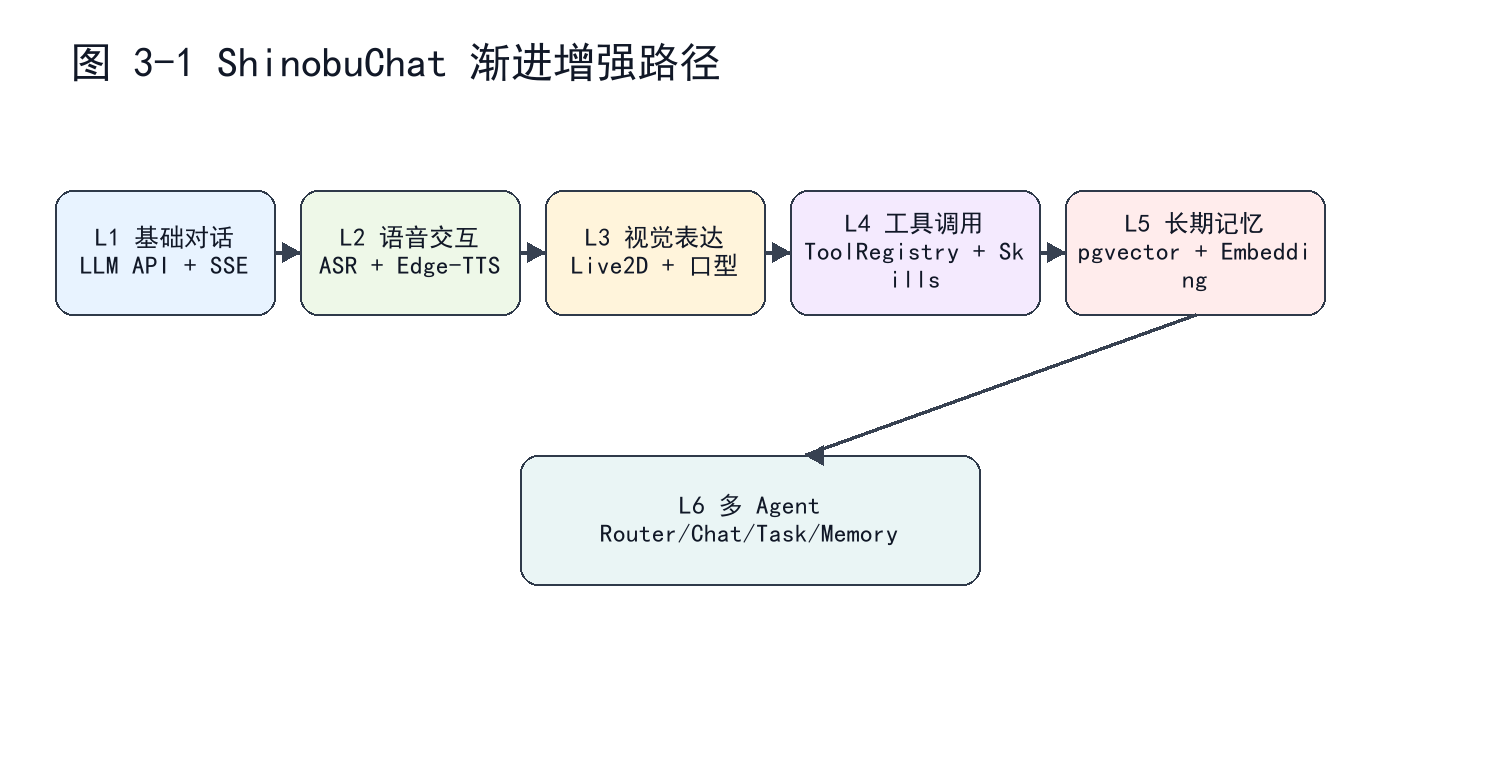 图 3-1 ShinobuChat 渐进增强路径
L1 基础对话
LLM API + SSE
L2 语音交互
ASR + Edge-TTS
L3 视觉表达
Live2D + 口型
L4 工具调用
ToolRegistry + Sk
ills
L5 长期记忆
pgvector + Embeddi
ng
L6 多 Agent
Router/Chat/Task/Memory